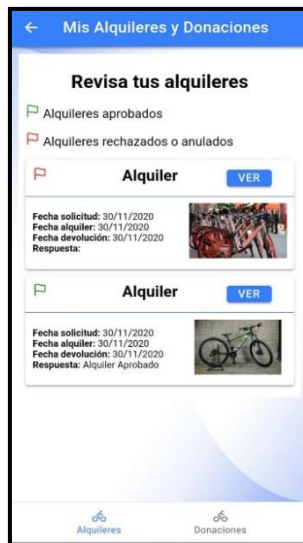 Mis Alquileres y Donaciones
Revisa tus alquileres
Alquileres aprobados
Alquileres rechazados o anulados
Alquiler
VER
Fecha solicitud: 30/11/2020
Fecha alquiler: 30/11/2020
Fecha devolución: 30/11/2020
Respuesta:
Alquiler
VER
Fecha solicitud: 30/11/2020
Fecha alquiler: 30/11/2020
Fecha devolución: 30/11/2020
Respuesta: Alquiler Aprobado
Alquileres
Donaciones